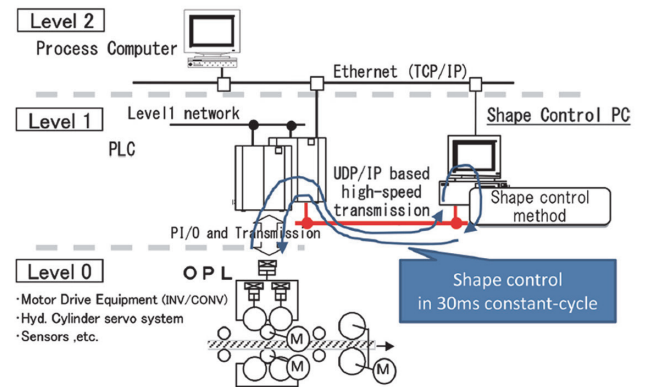 Level 2
Process Computer
Ethernet (TCP/IP)
Level 1
Level1 network
Shape Control PC
PLC
UDP/IP based
high-speed
transmission
Shape control
method
PI/O and Transmission
Level 0
OPL
・Motor Drive Equipment (INV/CONV)
・Hyd. Cylinder servo system
・Sensors ,etc.
Shape control
in 30ms constant-cycle
M
M
M